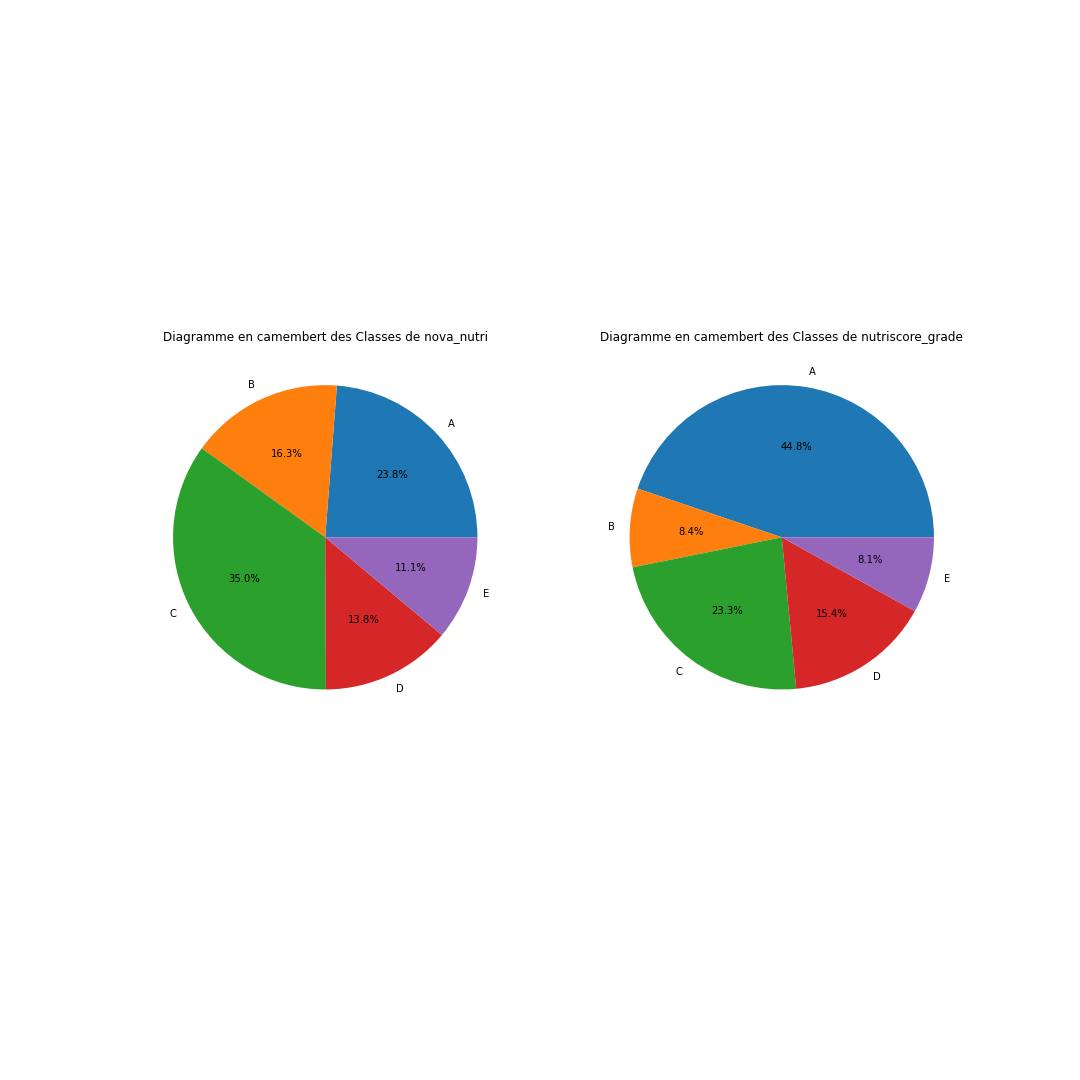 Diagramme en camembert des Classes de nova_nutri
B
A
16.3%
23.8%
35.0%
11.1%
E
C
13.8%
D
Diagramme en camembert des Classes de nutriscore_grade
A
44.8%
B
8.4%
8.1%
E
23.3%
15.4%
C
D